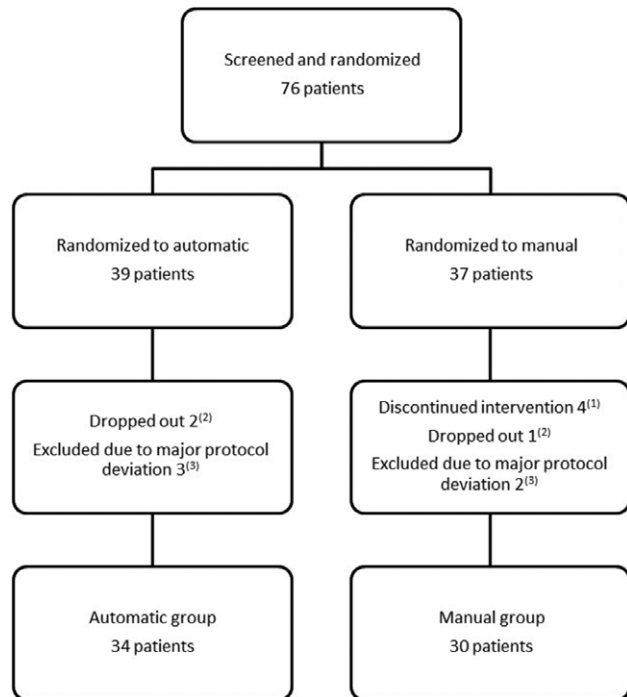 Screened and randomized
76 patients
Randomized to automatic
39 patients
Randomized to manual
37 patients
Dropped out 2(2)
Excluded due to major protocol
deviation 3(3)
Discontinued intervention 4(1)
Dropped out 1(2)
Excluded due to major protocol
deviation 2(3)
Automatic group
34 patients
Manual group
30 patients